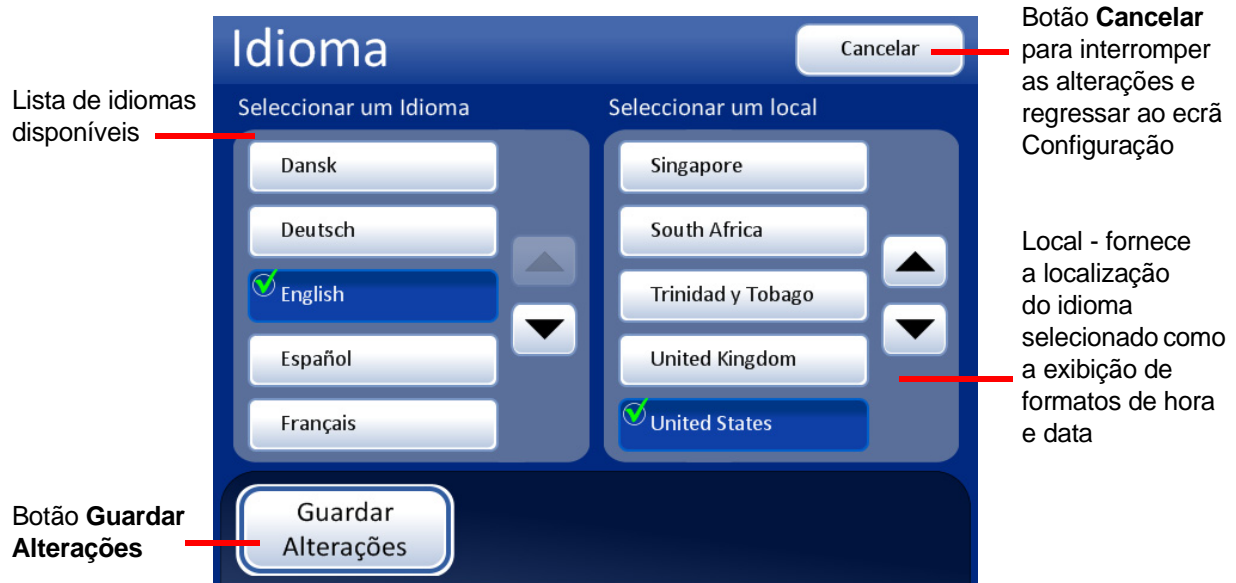 Idioma
Cancelar
Botão Cancelar
para interromper
as alterações e
regressar ao ecrã
Configuração
Lista de idiomas
disponíveis
Seleccionar um Idioma
Seleccionar um local
Dansk
Deutsch
English
Español
Français
Singapore
South Africa
Trinidad y Tobago
United Kingdom
United States
Local - fornece
a localização
do idioma
selecionado como
a exibição de
formatos de hora
e data
Botão Guardar
Alterações
Guardar
Alterações